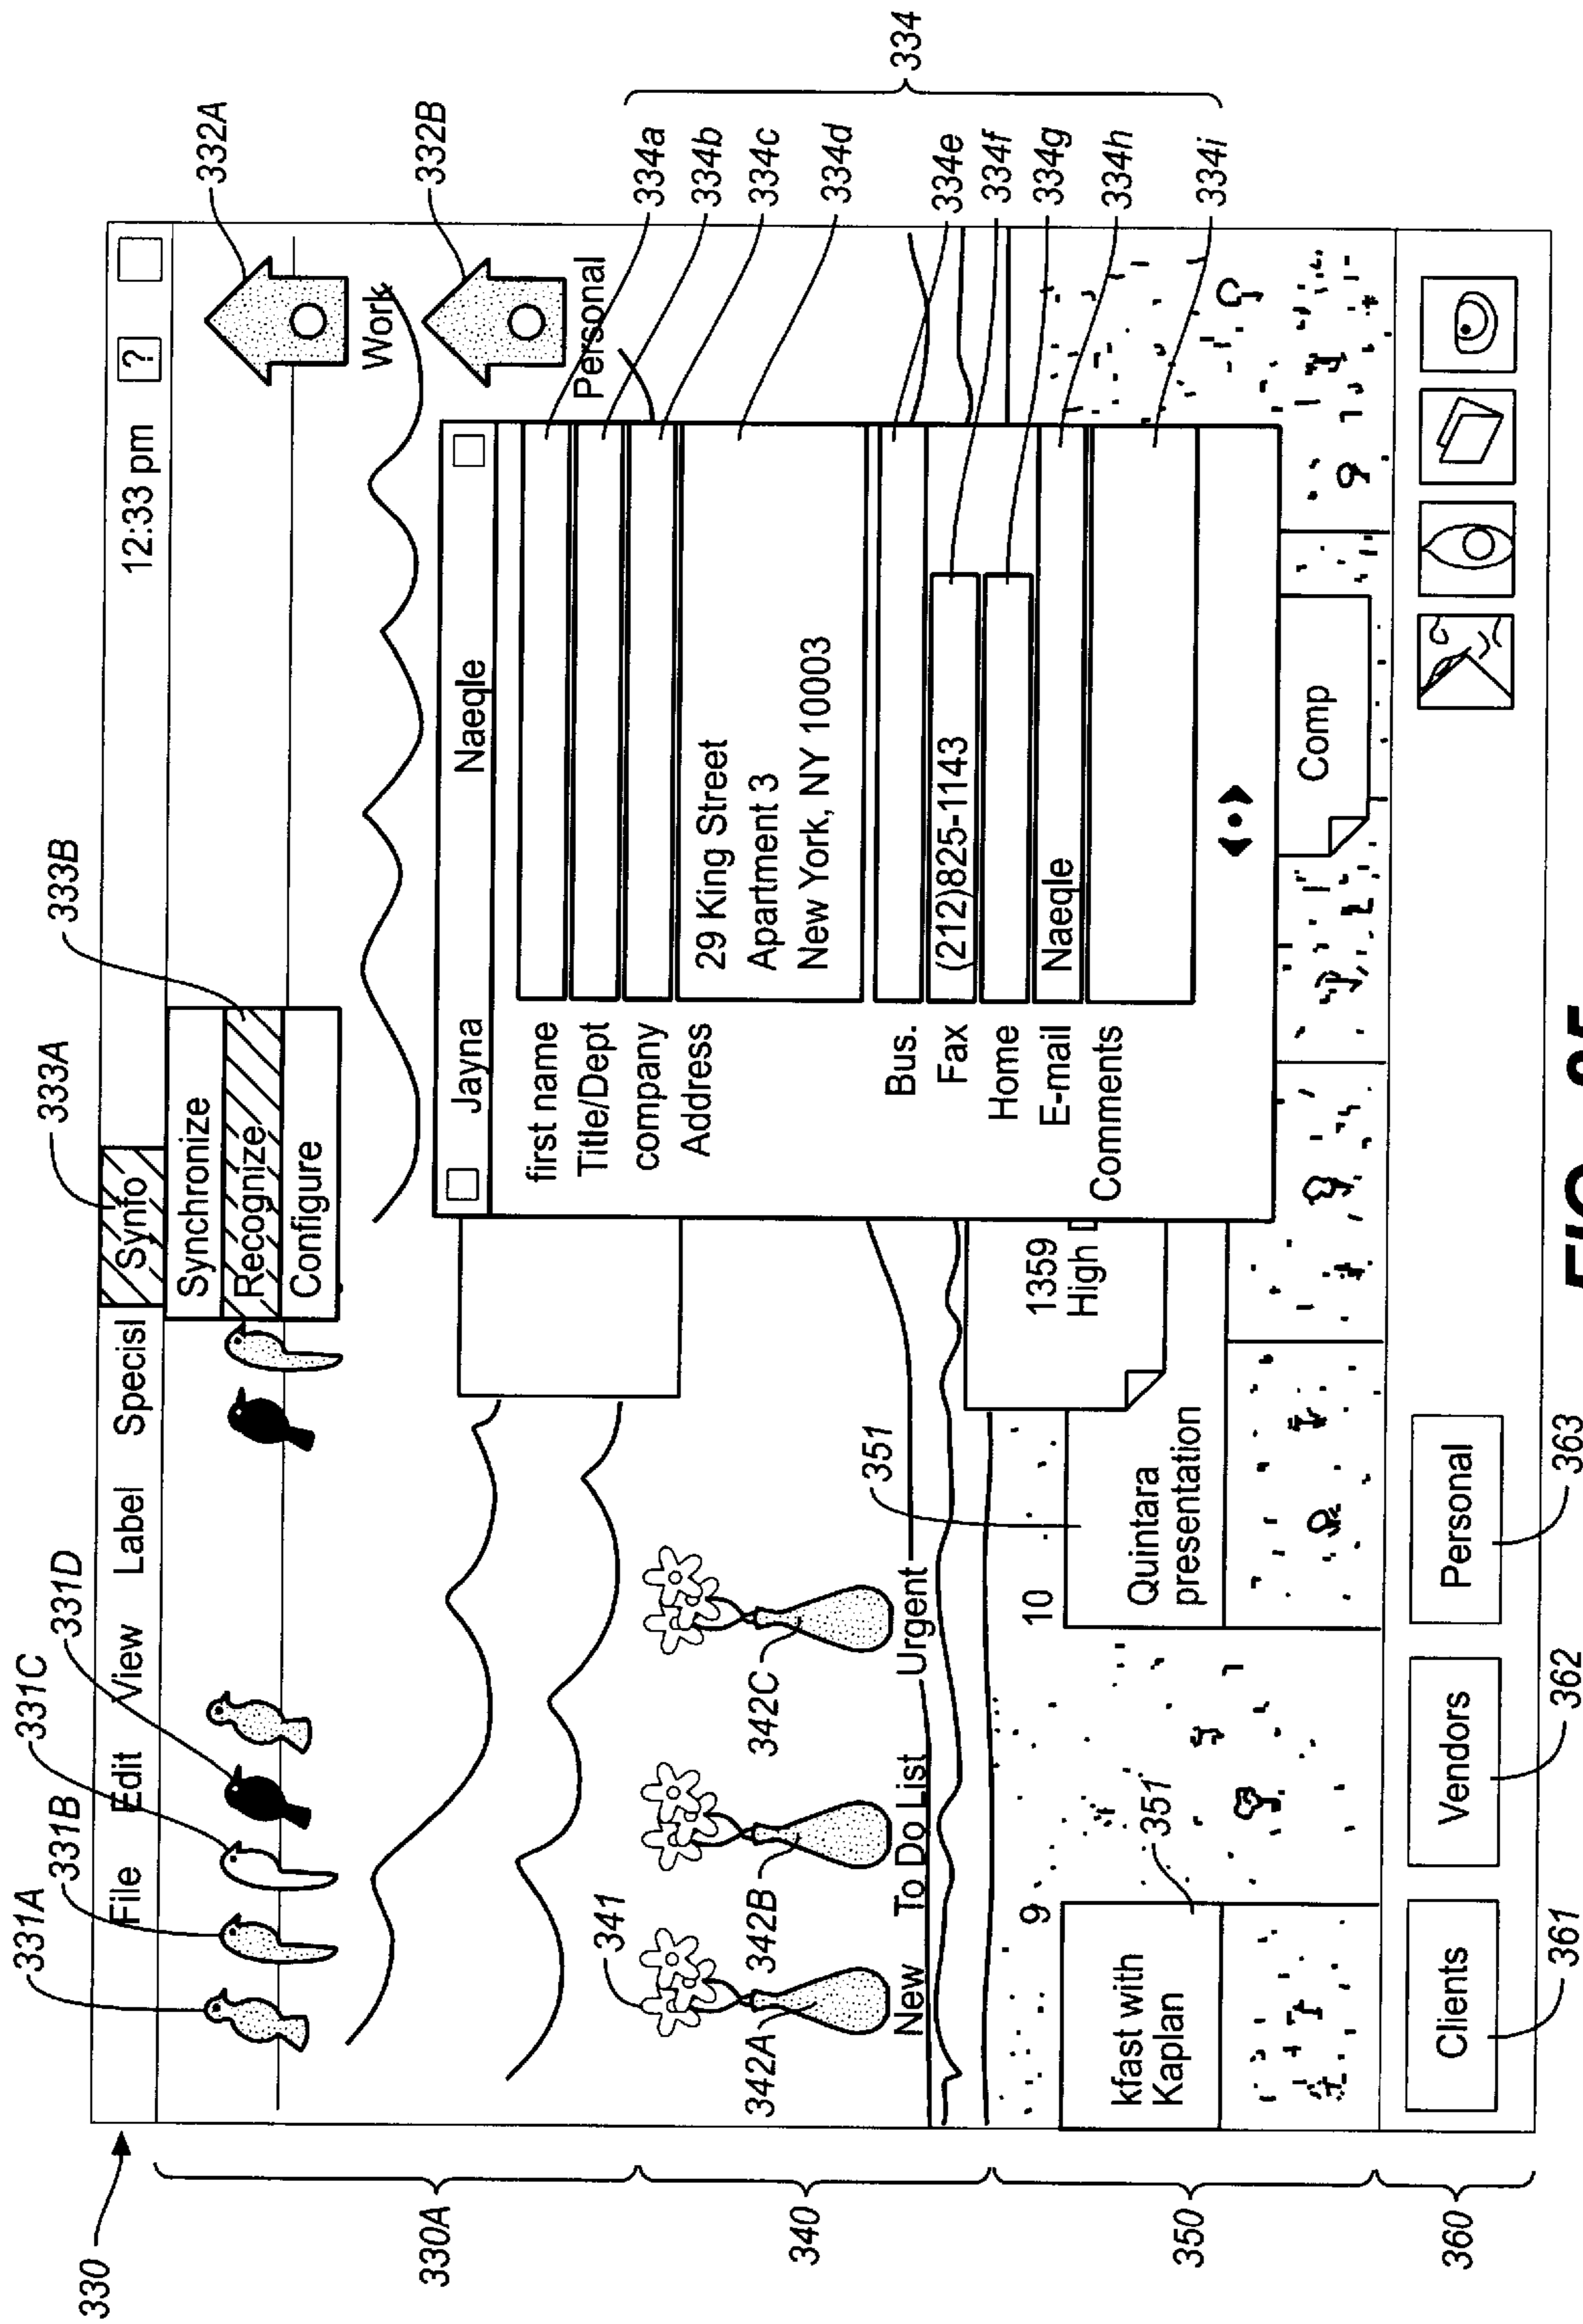 330
331A
331B
331C
331D
333A
333B
332A
332B
File Edit View Label Specisl Synfo 12:33 pm ?
Synchronize
Recognize
Configure
Work
Personal
330A
Jayna Naeqle
first name
Title/Dept
company
Address
29 King Street
Apartment 3
New York, NY 10003
Bus.
Fax (212)825-1143
Home
E-mail Naeqle
Comments
334a
334b
334c
334d
334e
334f
334g
334h
334i
334
341
342A
342B
342C
New To Do List Urgent
340
9
10
351
351
1359
High
kfast with
Kaplan
Quintara
presentation
Comp
350
Clients Vendors Personal
360
361
362
363